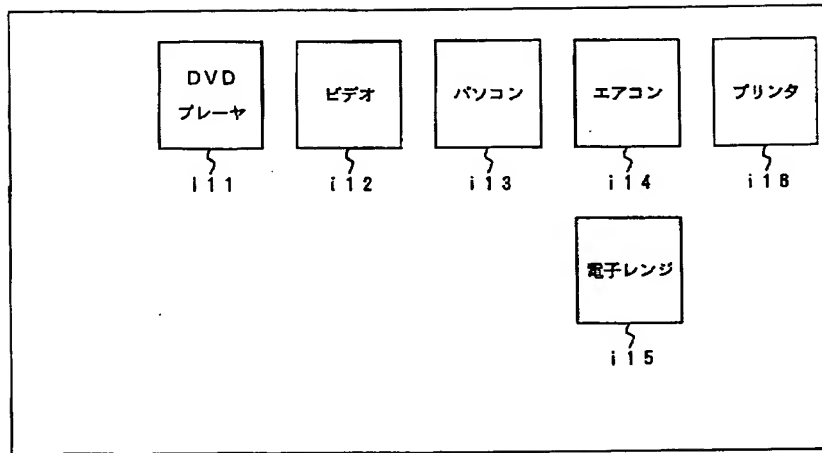 DVD
プレーヤ
ビデオ
パソコン
エアコン
プリンタ
i11
i12
i13
i14
i16
電子レンジ
i15